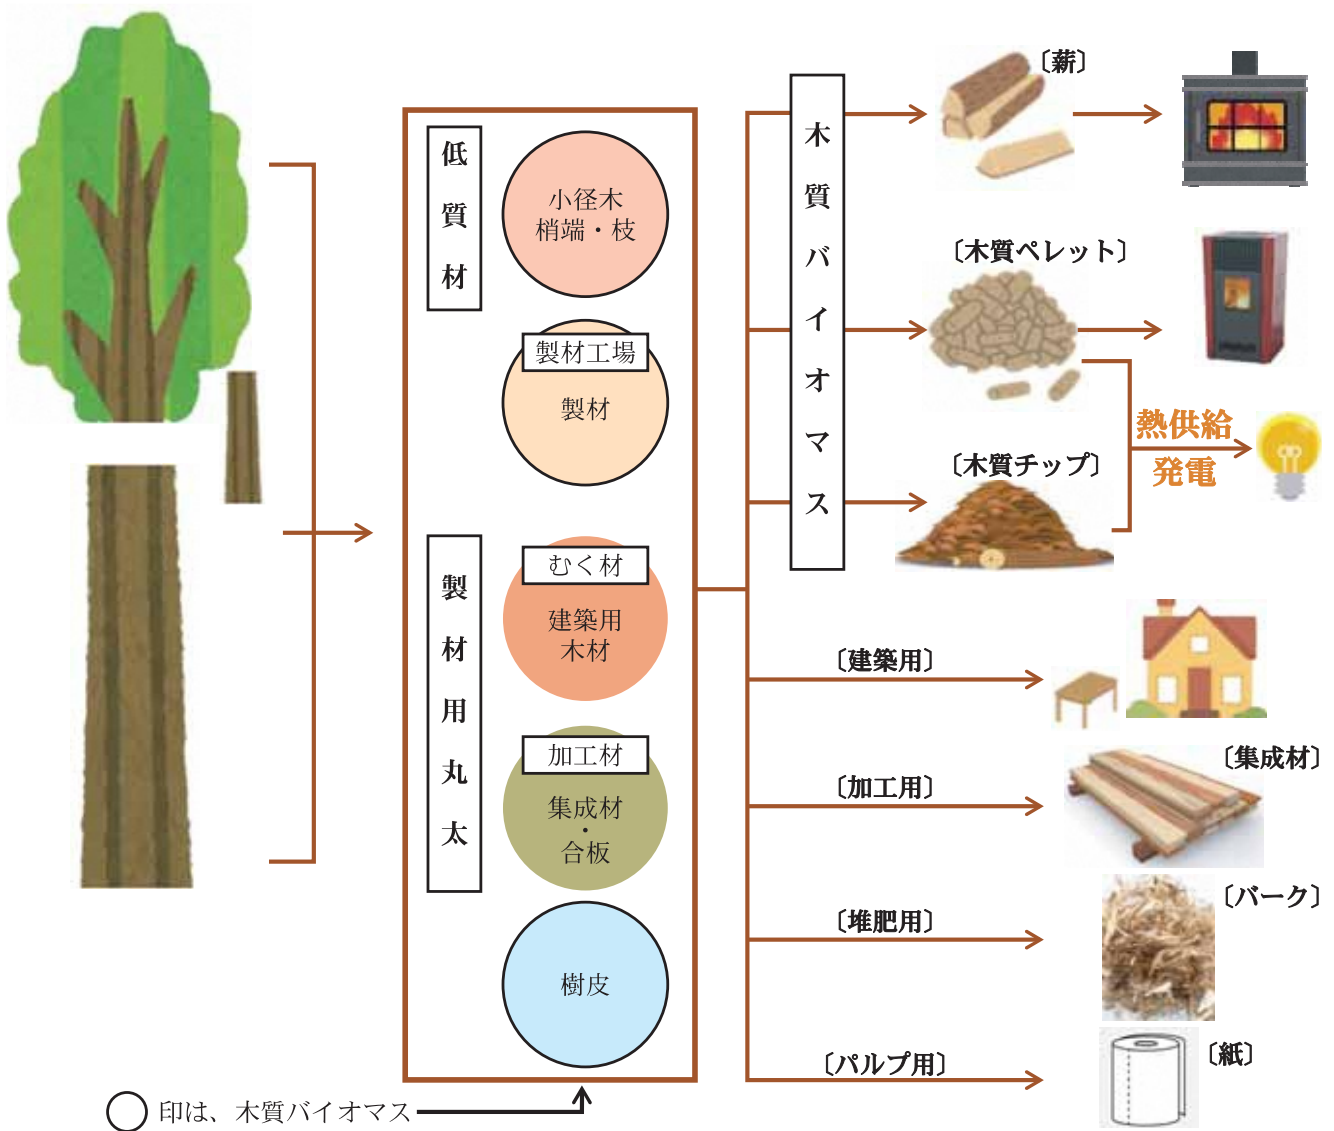 低質材
小径木
梢端・枝
製材工場
製材
製材用丸太
むく材
建築用
木材
加工材
集成材
・
合板
樹皮
印は、木質バイオマス
木質バイオマス
〔薪〕
〔木質ペレット〕
〔木質チップ〕
熱供給
発電
〔建築用〕
〔加工用〕
〔集成材〕
〔堆肥用〕
〔バーク〕
〔パルプ用〕
〔紙〕